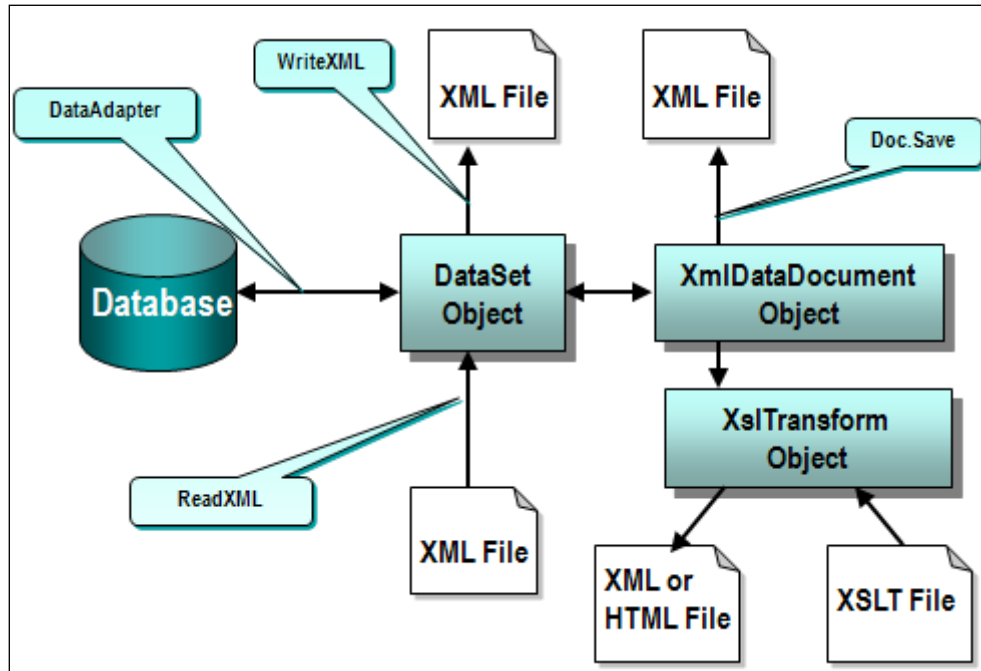 WriteXML
XML File
XML File
DataAdapter
Doc.Save
Database
DataSet
Object
XmlDataDocument
Object
XslTransform
Object
ReadXML
XML File
XML or
HTML File
XSLT File